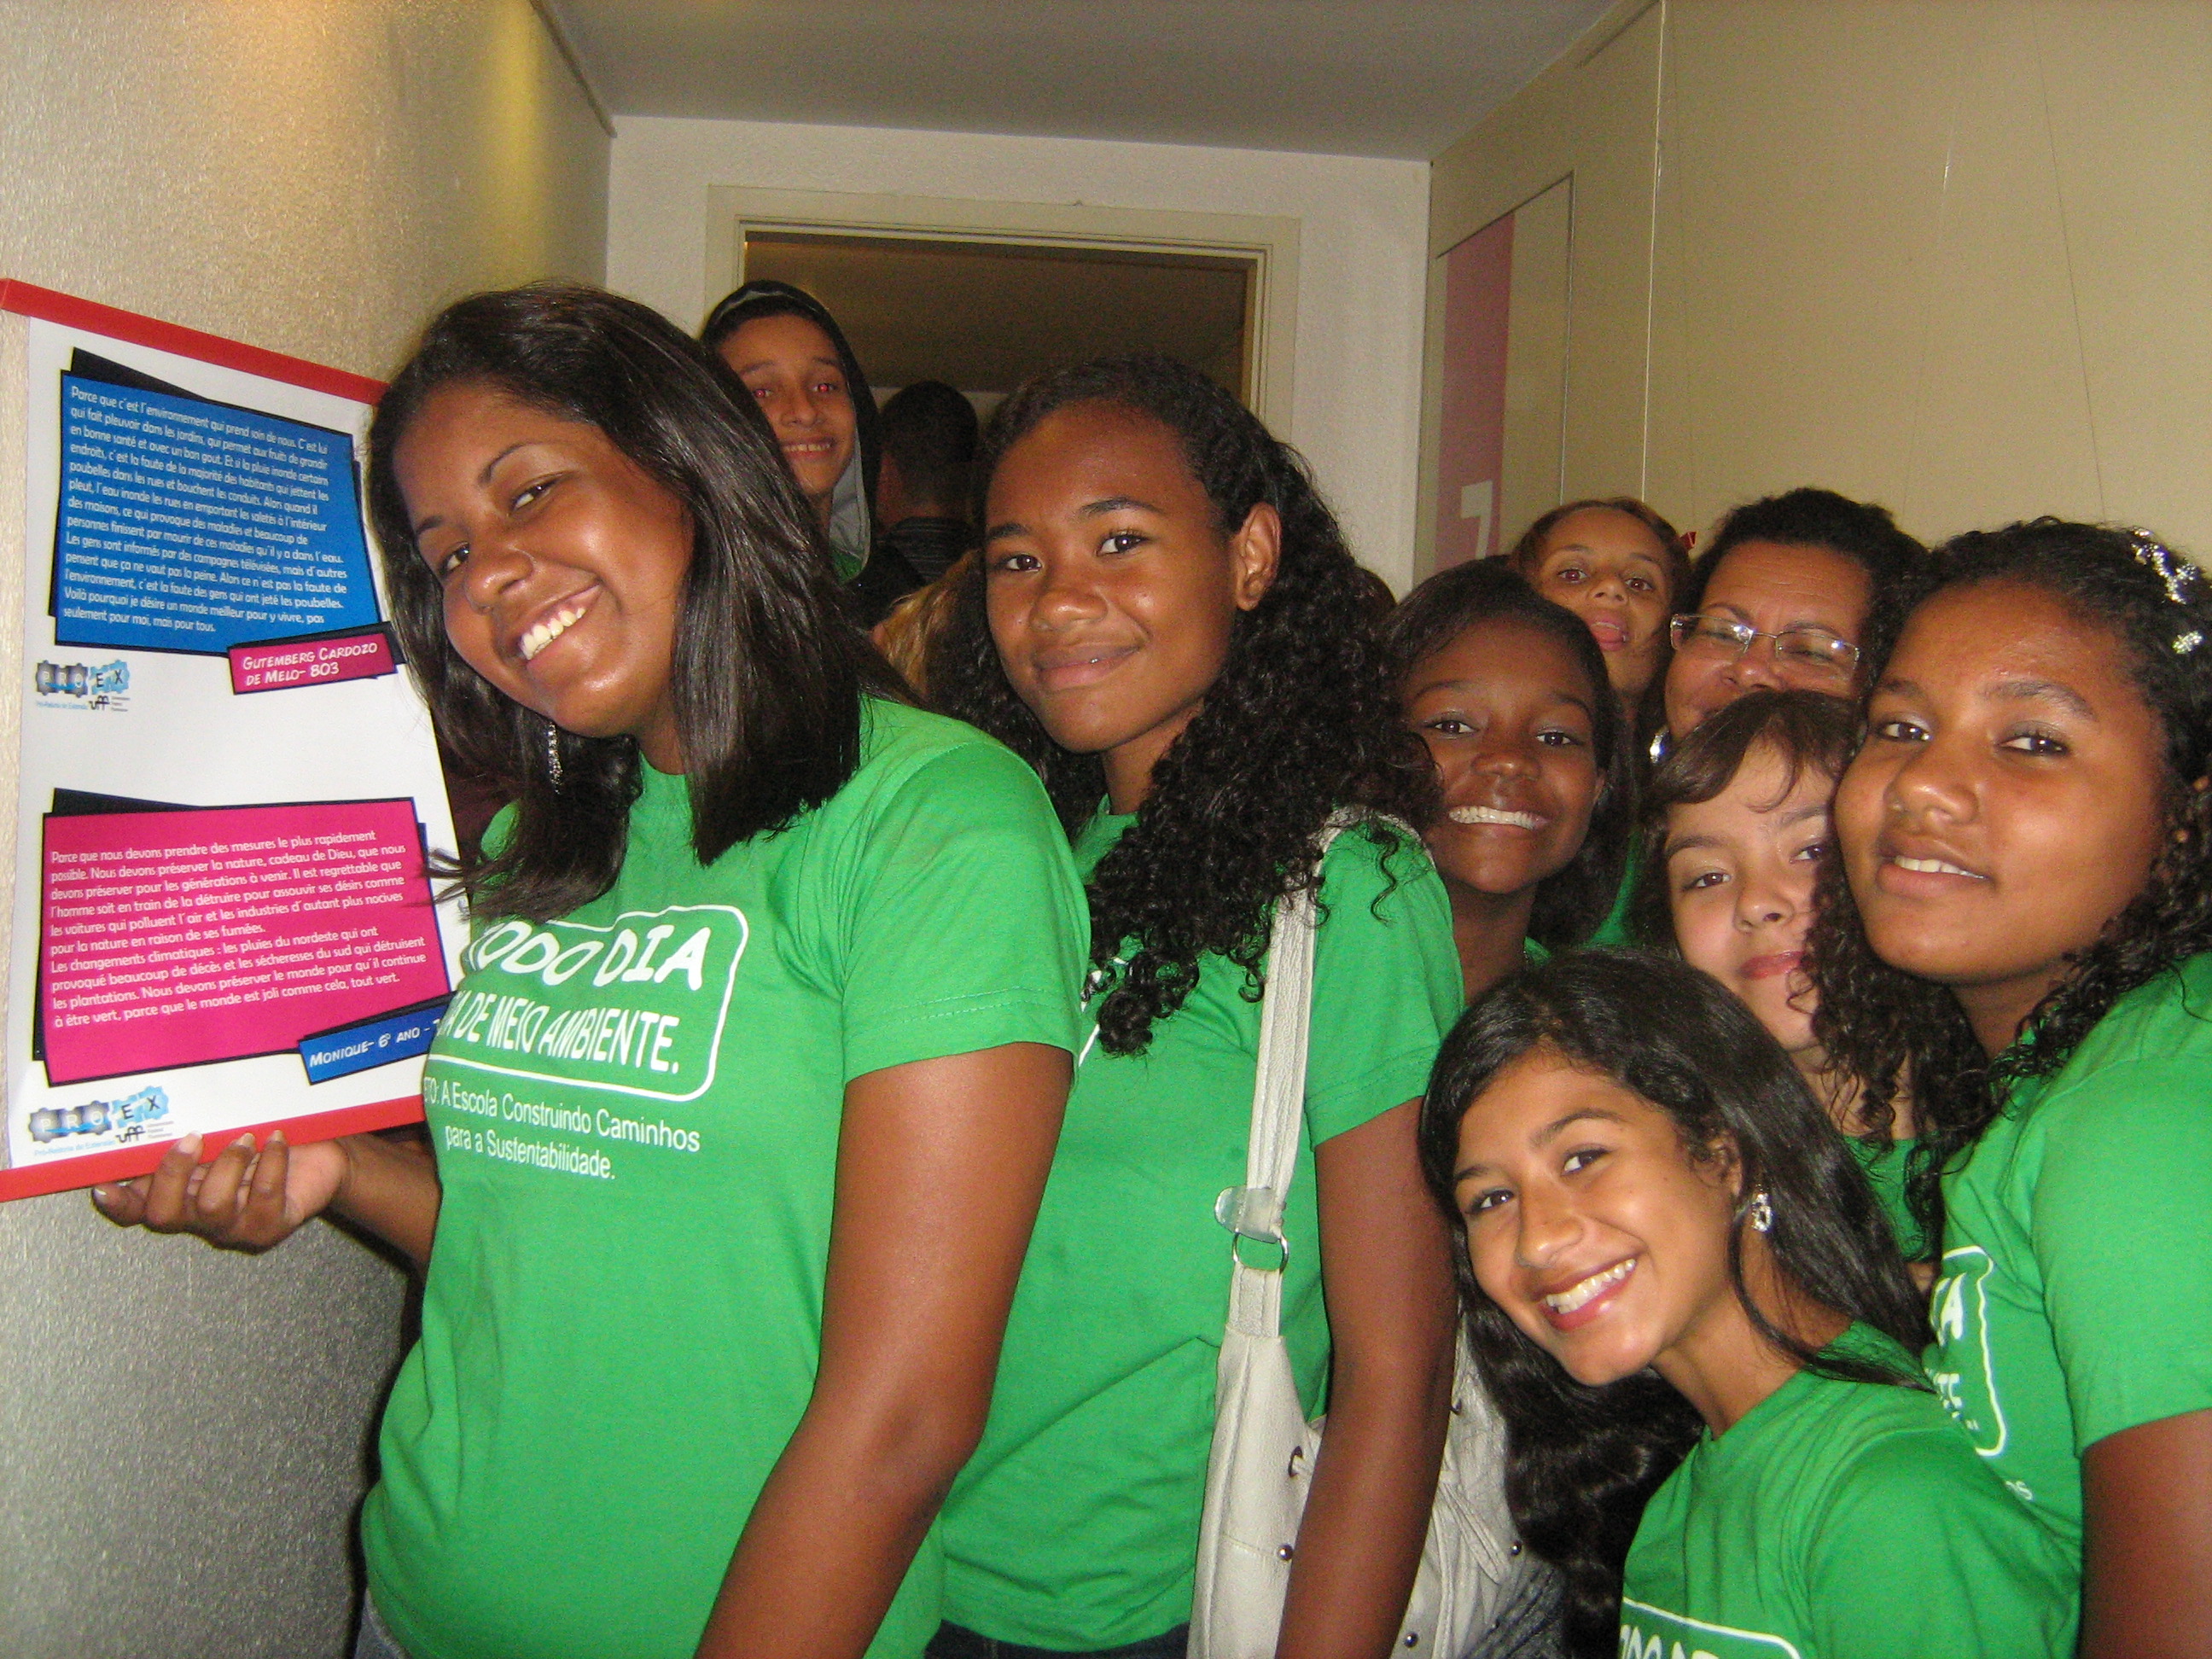 Parce que c'est l'environnement qui prend soin de nous. C'est lui
qui fait pleuvoir dans les jardins, qui permet aux fruits de grandir
en bonne santé et avec un bon gout. Et si la pluie inonde certains
endroits, c'est la faute de la majorité des habitants qui jettent les
poubelles dans les rues et bouchent les conduits. Alors quand il
pleut, l'eau inonde les rues en emportant les saletés à l'intérieur
des maisons, ce qui provoque des maladies et beaucoup de
personnes finissent par mourir de ces maladies qu'il y a dans l'eau.
Les gens sont informés par des campagnes télévisées, mais d'autres
pensent que ça ne vaut pas la peine. Alors ce n'est pas la faute de
l'environnement, c'est la faute des gens qui ont jeté les poubelles.
Voilà pourquoi je désire un monde meilleur pour y vivre, pas
seulement pour moi, mais pour tous.
GUTEMBERG CARDOZO
DE MELO- 803
PROEX
Pró-Reitoria de Extensão uff
Parce que nous devons prendre des mesures le plus rapidement
possible. Nous devons préserver la nature, cadeau de Dieu, que nous
devons préserver pour les générations à venir. Il est regrettable que
l'homme soit en train de la détruire pour assouvir ses désirs comme
les voitures qui polluent l'air et les industries d'autant plus nocives
pour la nature en raison de ses fumées.
Les changements climatiques : les pluies du nordeste qui ont
provoqué beaucoup de décès et les sécheresses du sud qui détruisent
les plantations. Nous devons préserver le monde pour qu'il continue
à être vert, parce que le monde est joli comme cela, tout vert.
MONIQUE- 6º ANO -
PROEX
Pró-Reitoria de Extensão uff
TODO DIA
DE MEIO AMBIENTE.
A Escola Construindo Caminhos
para a Sustentabilidade.
7